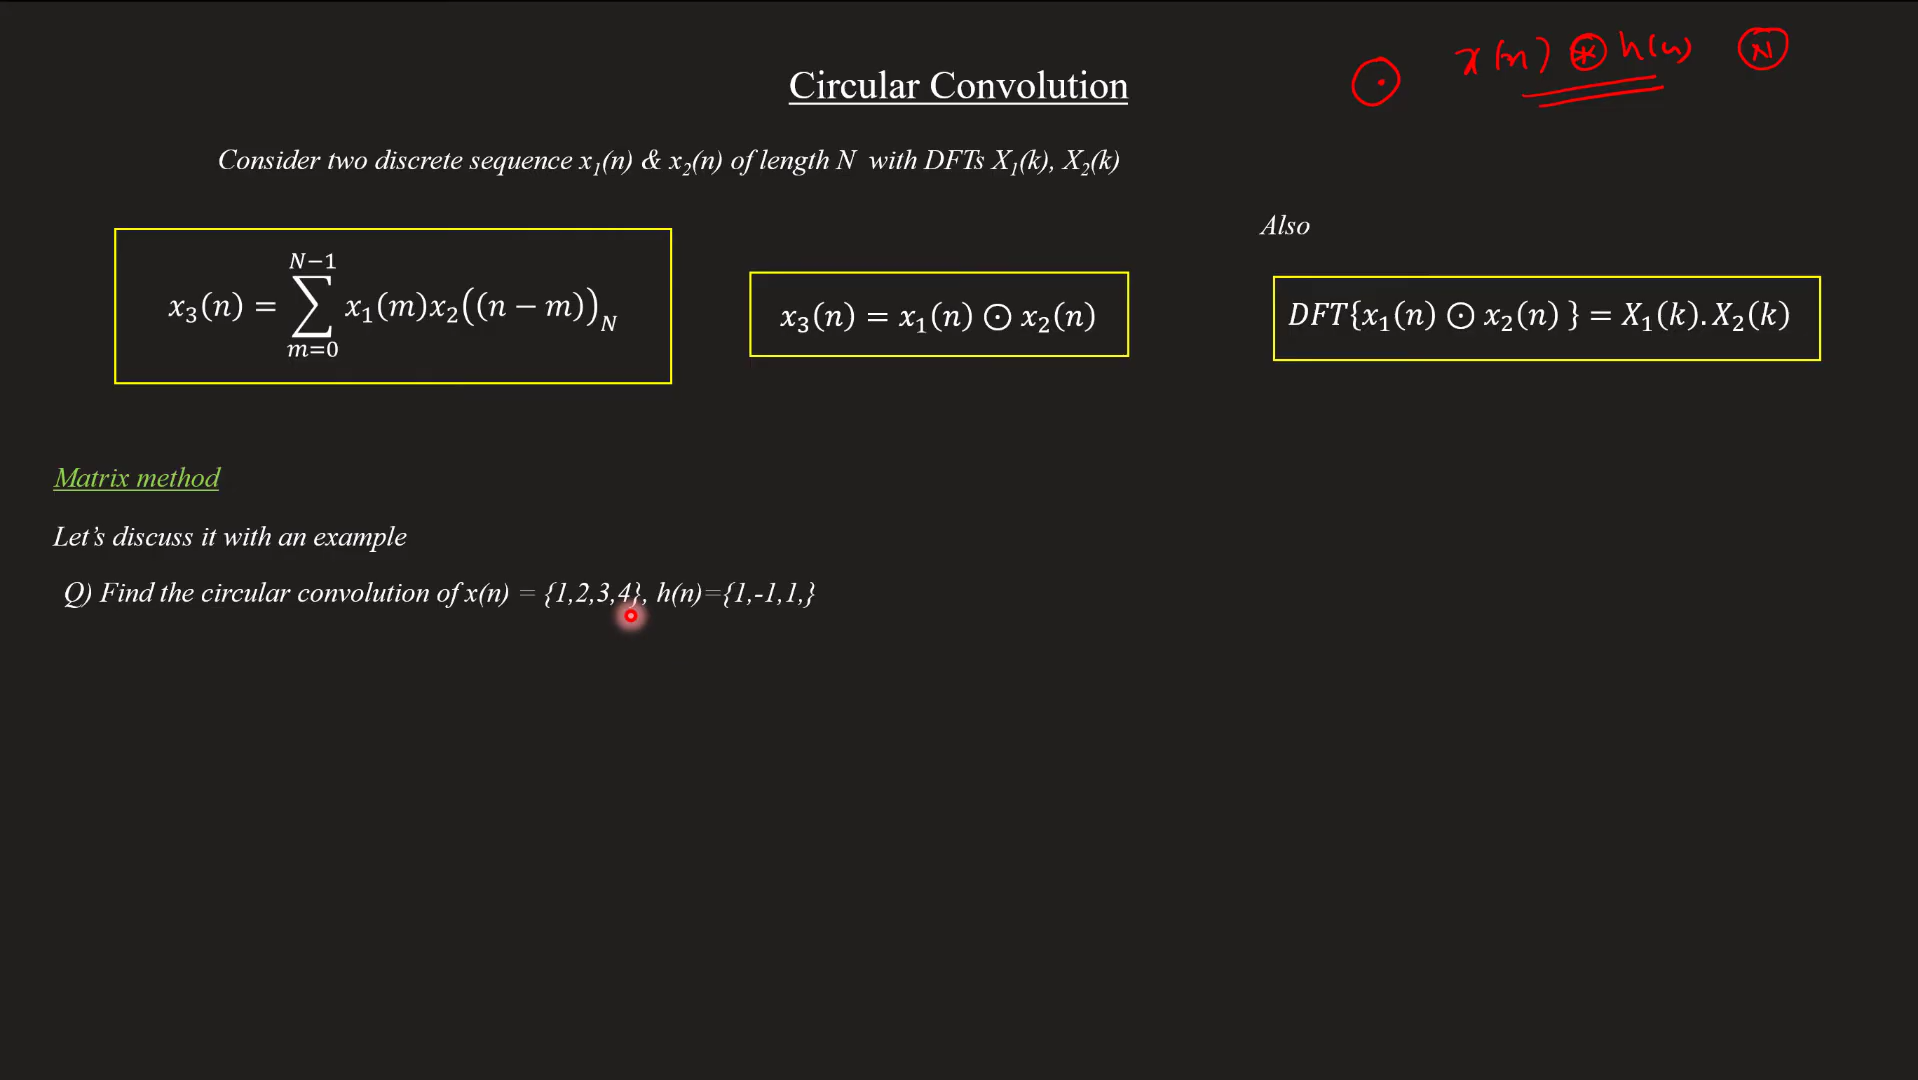 x(n) ⊛ h(n) Ⓝ
⊙
Circular Convolution
Consider two discrete sequence x₁(n) & x₂(n) of length N with DFTs X₁(k), X₂(k)
Also
x₃(n) = ∑_{m=0}^{N−1} x₁(m)x₂((n − m))_N
x₃(n) = x₁(n) ⊙ x₂(n)
DFT{x₁(n) ⊙ x₂(n) } = X₁(k). X₂(k)
Matrix method
Let’s discuss it with an example
Q) Find the circular convolution of x(n) = {1,2,3,4}, h(n)={1,-1,1,}